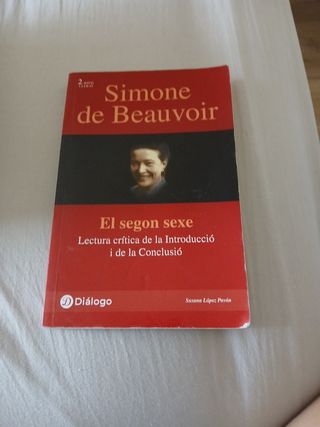 Simone
de Beauvoir
El segon sexe
Lectura crítica de la Introducció
i de la Conclusió
Diálogo
Susana López Pavón